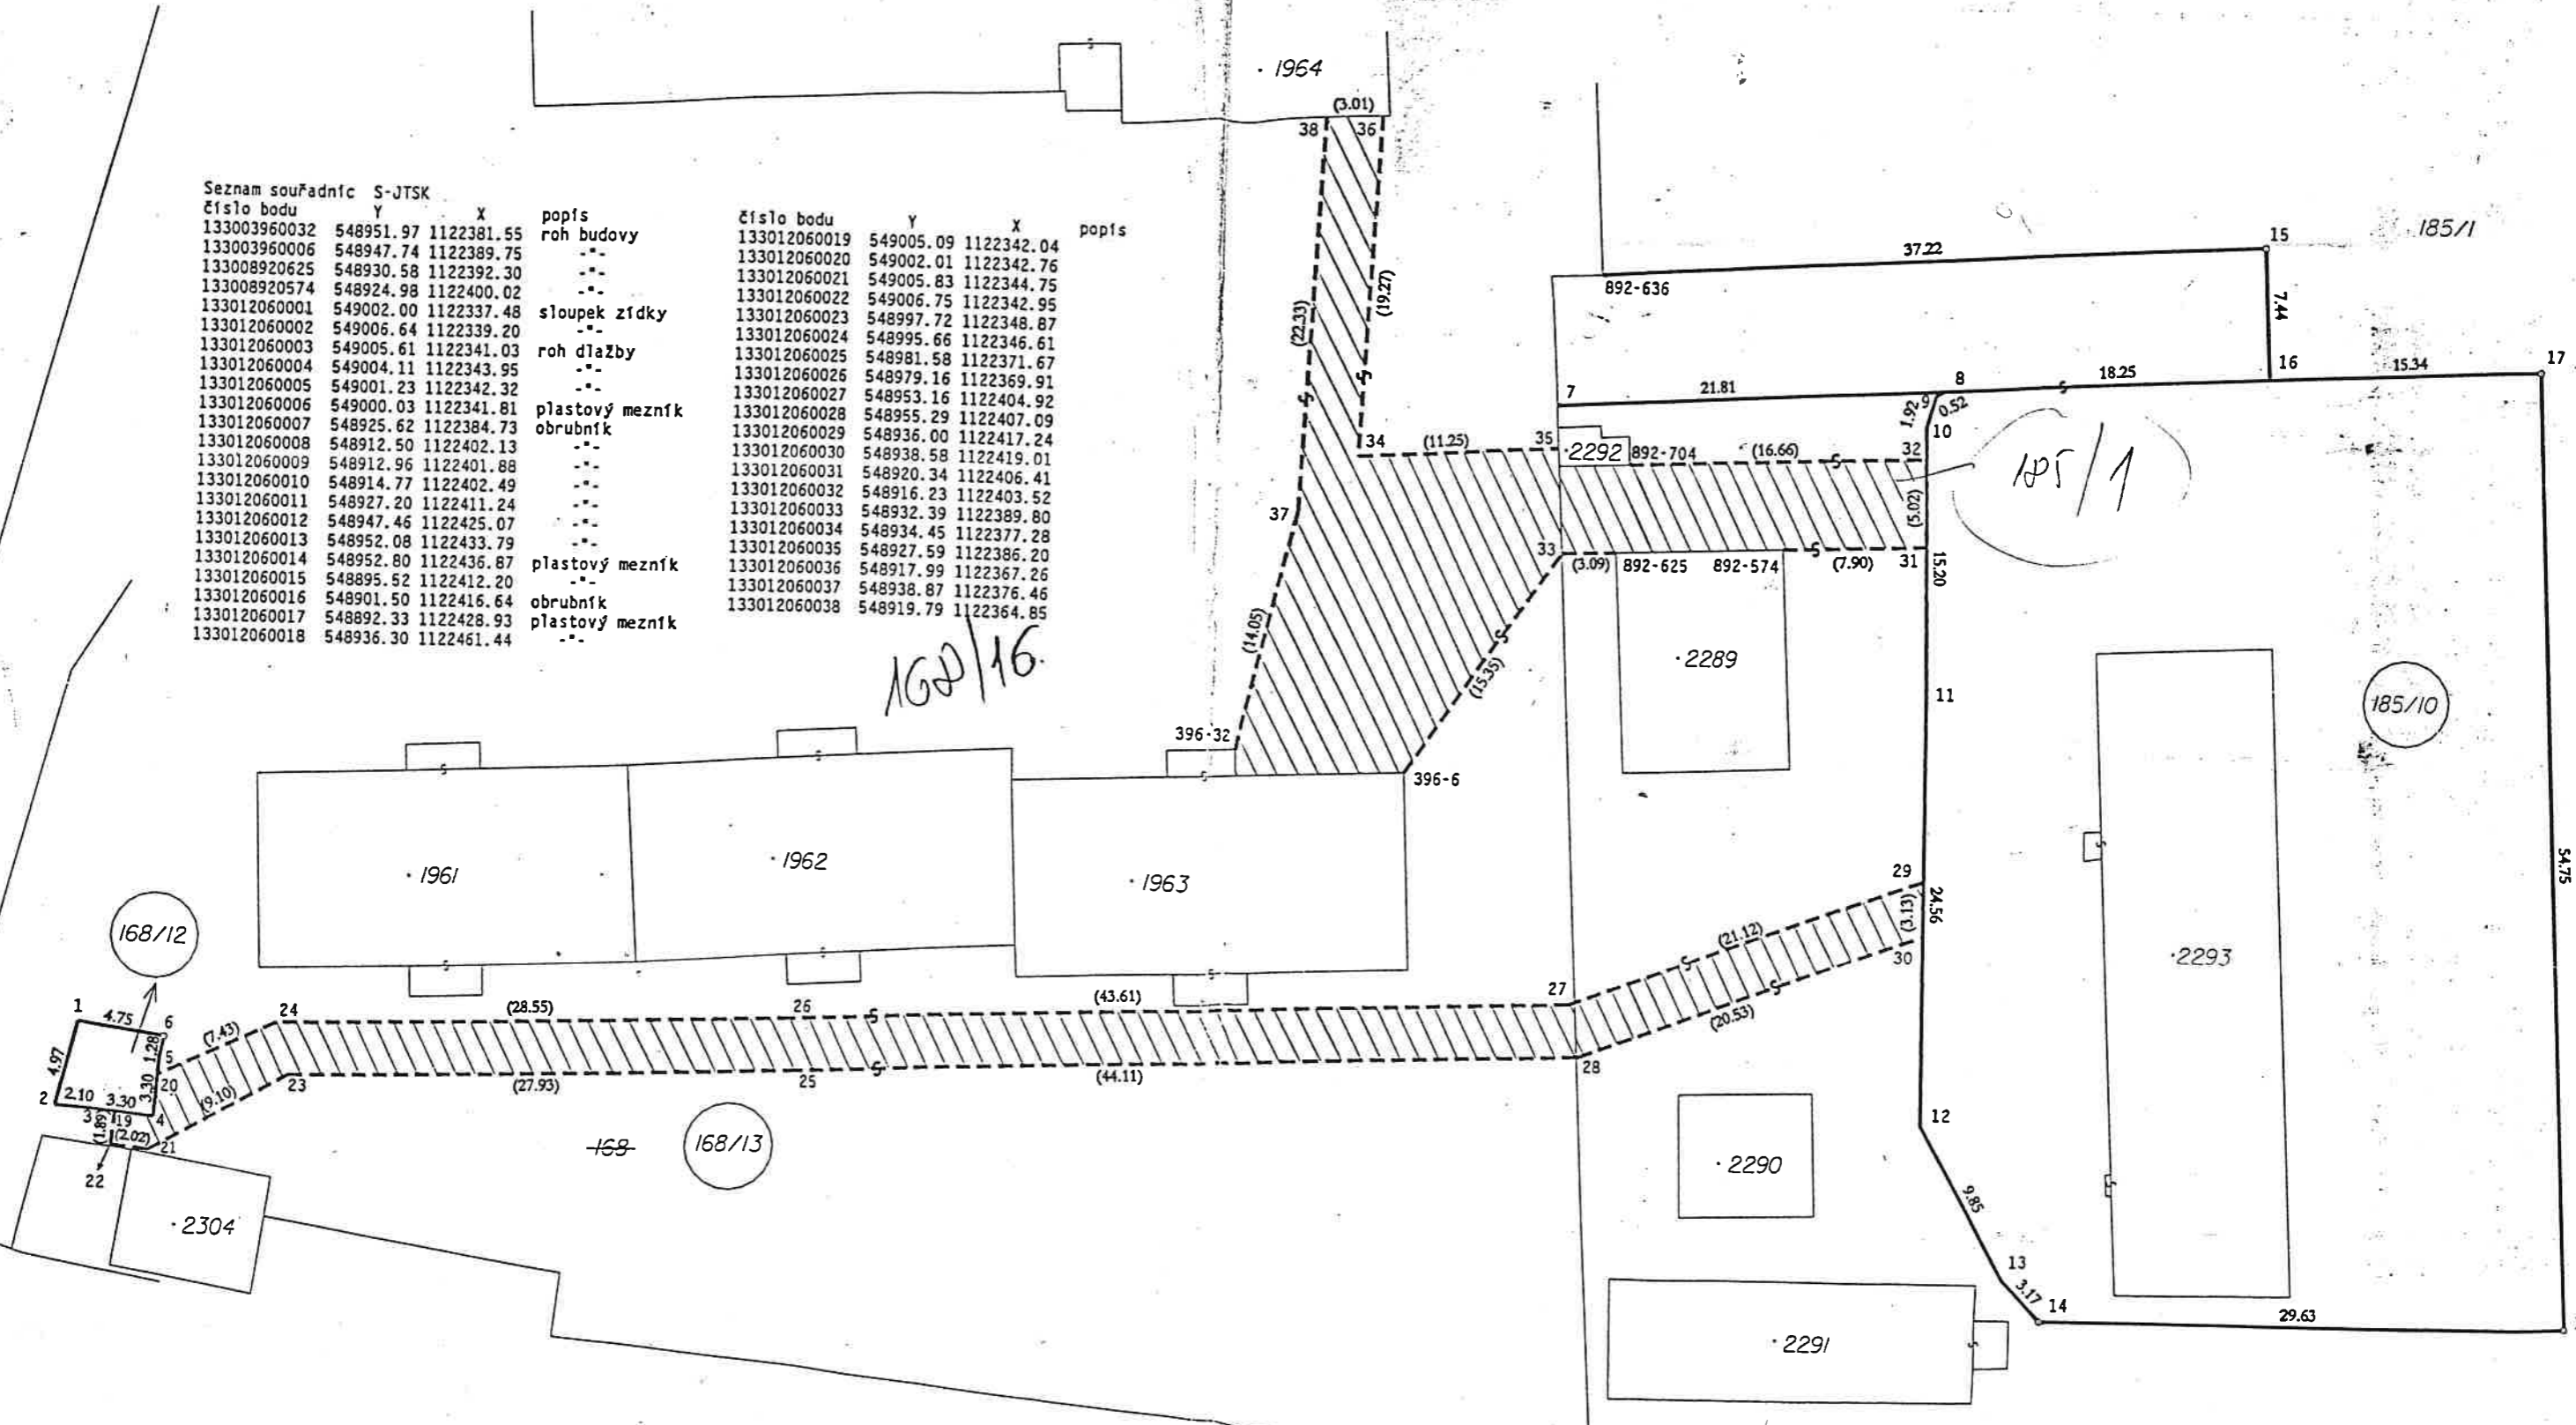 Seznam souřadnic S-JTSK
číslo bodu Y X popis
133003960032 548951.97 1122381.55 roh budovy
133003960006 548947.74 1122389.75 -"-
133008920625 548930.58 1122392.30 -"-
133008920574 548924.98 1122400.02 -"-
133012060001 549002.00 1122337.48 sloupek zídky
133012060002 549006.64 1122339.20 -"-
133012060003 549005.61 1122341.03 roh dlažby
133012060004 549004.11 1122343.95 -"-
133012060005 549001.23 1122342.32 -"-
133012060006 549000.03 1122341.81 plastový mezník
133012060007 548925.62 1122384.73 obrubník
133012060008 548912.50 1122402.13 -"-
133012060009 548912.96 1122401.88 -"-
133012060010 548914.77 1122402.49 -"-
133012060011 548927.20 1122411.24 -"-
133012060012 548947.46 1122425.07 -"-
133012060013 548952.08 1122433.79 -"-
133012060014 548952.80 1122436.87 plastový mezník
133012060015 548895.52 1122412.20 -"-
133012060016 548901.50 1122416.64 obrubník
133012060017 548892.33 1122428.93 plastový mezník
133012060018 548936.30 1122461.44 -"-
číslo bodu Y X popis
133012060019 549005.09 1122342.04
133012060020 549002.01 1122342.76
133012060021 549005.83 1122344.75
133012060022 549006.75 1122342.95
133012060023 548997.72 1122348.87
133012060024 548995.66 1122346.61
133012060025 548981.58 1122371.67
133012060026 548979.16 1122369.91
133012060027 548953.16 1122404.92
133012060028 548955.29 1122407.09
133012060029 548936.00 1122417.24
133012060030 548938.58 1122419.01
133012060031 548920.34 1122406.41
133012060032 548916.23 1122403.52
133012060033 548932.39 1122389.80
133012060034 548934.45 1122377.28
133012060035 548927.59 1122386.20
133012060036 548917.99 1122367.26
133012060037 548938.87 1122376.46
133012060038 548919.79 1122364.85
168/16.
· 1964
(3.01)
38
36
(22.33)
(19.27)
34
(11.25)
35
37
33
(14.05)
(15.35)
396-32
396-6
892-636
37.22
15
185/1
7.44
7
21.81
8
18.25
16
15.34
17
9
0.52
1.92
10
·2292
892-704
(16.66)
32
185/1
(5.02)
(3.09)
892-625
892-574
(7.90)
31
15.20
·2289
11
185/10
54.75
· 1961
· 1962
· 1963
29
24.56
(3.13)
(21.12)
30
(20.53)
·2293
168/12
1
4.75
6
4.97
1.28
5
(7.43)
24
(28.55)
26
(43.61)
27
2
2.10
3.30
3.30
20
(9.10)
23
(27.93)
25
(44.11)
28
3
19
4
(1.89)
(2.02)
21
22
168
168/13
12
· 2290
·2304
9.85
13
3.17
14
29.63
· 2291